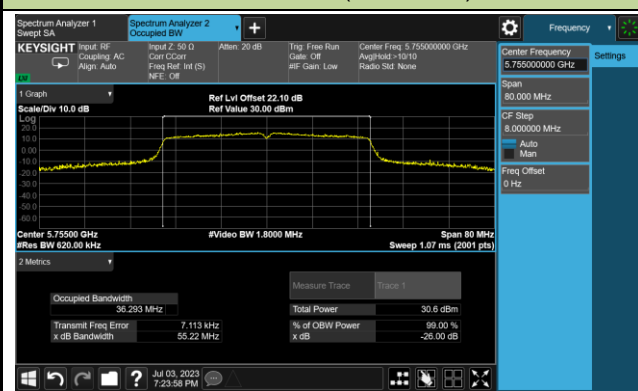 Spectrum Analyzer 1
Swept SA
Spectrum Analyzer 2
Occupied BW
Frequency
KEYSIGHT
Input: RF
Coupling: AC
Align: Auto
Input Z: 50 Ω
Corr CCorr
Freq Ref: Int (S)
NFE: Off
Atten: 20 dB
Trig: Free Run
Gate: Off
#IF Gain: Low
Center Freq: 5.755000000 GHz
Avg|Hold:>10/10
Radio Std: None
Center Frequency
5.755000000 GHz
Settings
Span
80.000 MHz
CF Step
8.000000 MHz
Auto
Man
Freq Offset
0 Hz
1 Graph
Scale/Div 10.0 dB
Ref Lvl Offset 22.10 dB
Ref Value 30.00 dBm
Log
20.0
10.0
0.00
-10.0
-20.0
-30.0
-40.0
-50.0
-60.0
Center 5.75500 GHz
#Res BW 620.00 kHz
#Video BW 1.8000 MHz
Span 80 MHz
Sweep 1.07 ms (2001 pts)
2 Metrics
Measure Trace
Trace 1
Occupied Bandwidth
36.293 MHz
Total Power
30.6 dBm
Transmit Freq Error
7.113 kHz
% of OBW Power
99.00 %
x dB Bandwidth
55.22 MHz
x dB
-26.00 dB
Jul 03, 2023
7:23:58 PM